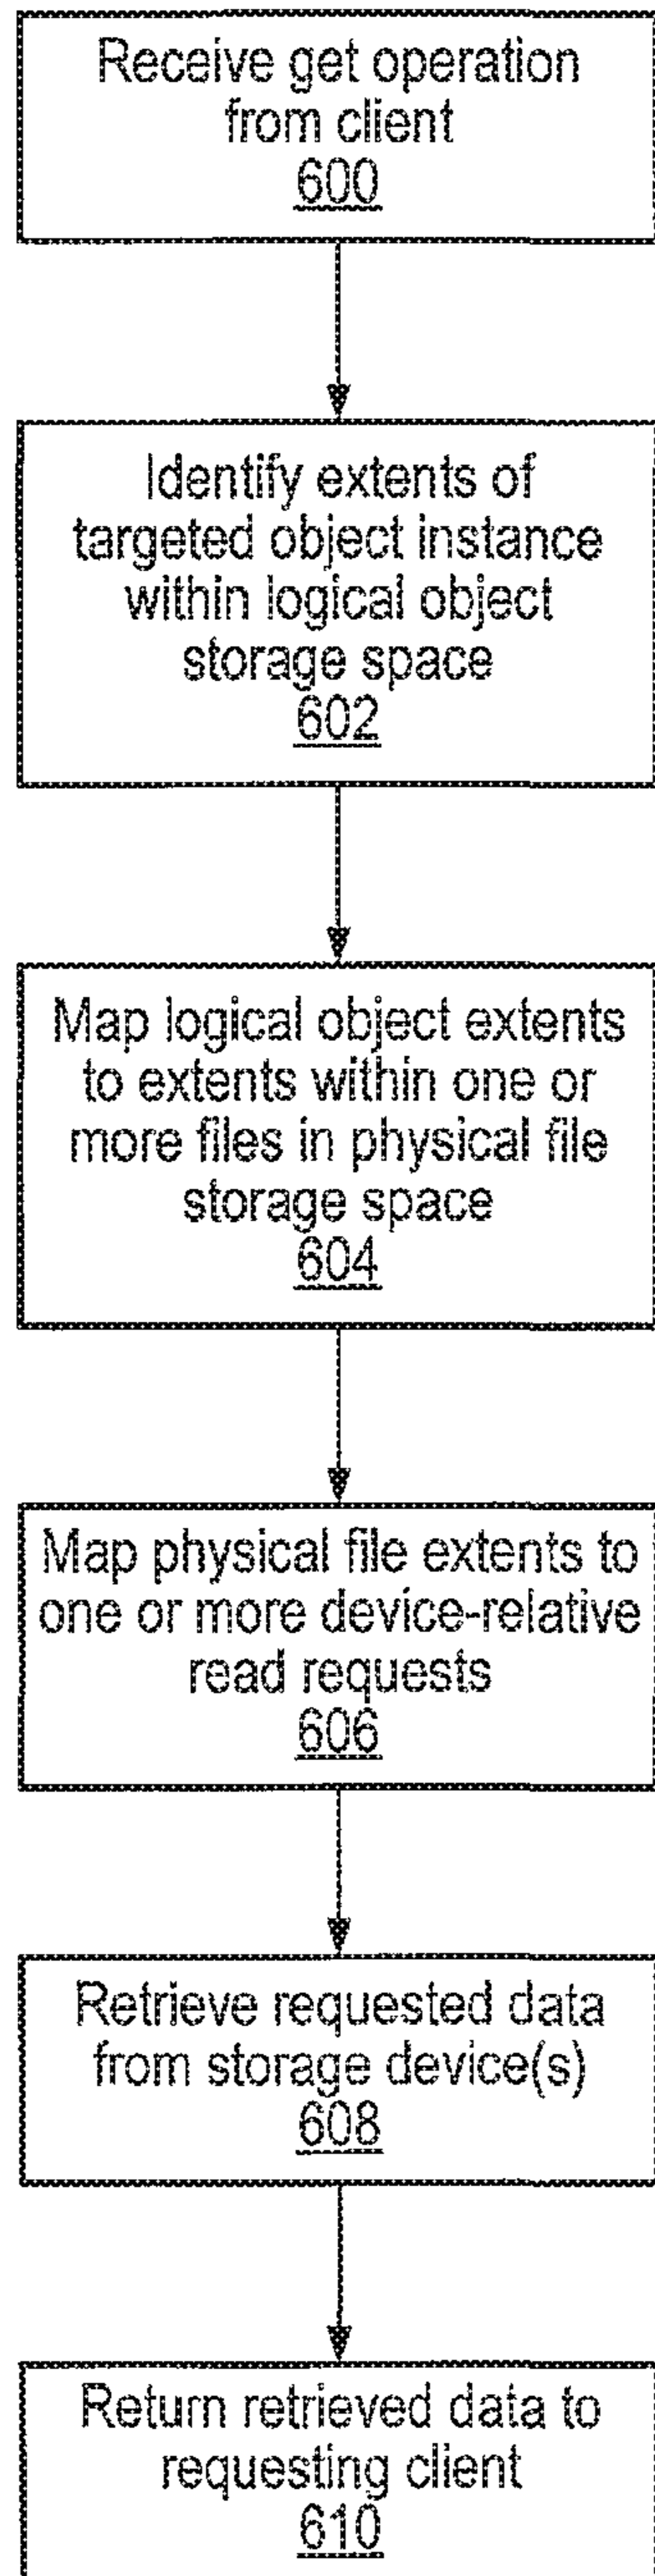 Receive get operation
from client
600
Identify extents of
targeted object instance
within logical object
storage space
602
Map logical object extents
to extents within one or
more files in physical file
storage space
604
Map physical file extents to
one or more device-relative
read requests
606
Retrieve requested data
from storage device(s)
608
Return retrieved data to
requesting client
610